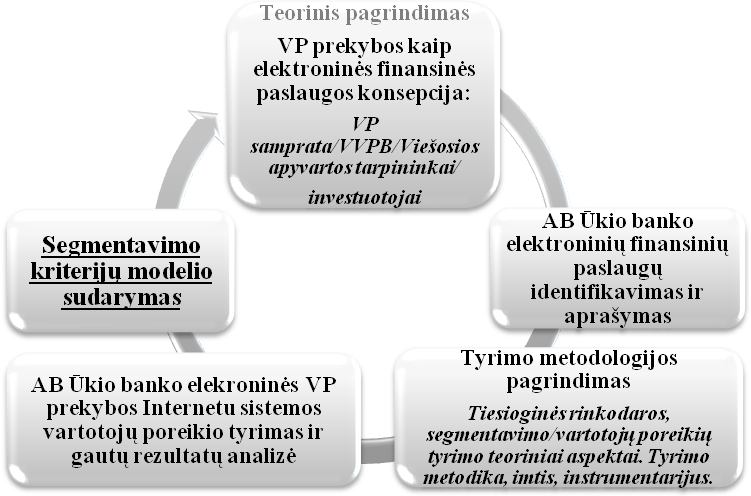 Teorinis pagrindimas
VP prekybos kaip
elektroninės finansinės
paslaugos konsepcija:
VP
samprata/VVPB/Viešosios
apyvartos tarpininkai/
investuotojai
AB Ūkio banko
elektroninių finansinių
paslaugų
identifikavimas ir
aprašymas
Tyrimo metodologijos
pagrindimas
Tiesioginės rinkodaros,
segmentavimo/vartotojų poreikių
tyrimo teoriniai aspektai. Tyrimo
metodika, imtis, instrumentarijus.
AB Ūkio banko elekroninės VP
prekybos Internetu sistemos
vartotojų poreikio tyrimas ir
gautų rezultatų analizė
Segmentavimo
kriterijų modelio
sudarymas